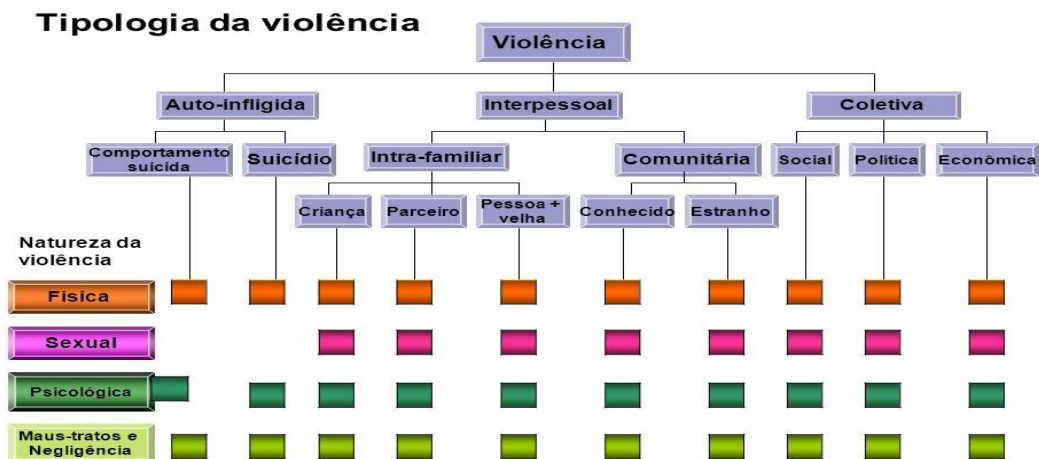 Tipologia da violência
Violência
Auto-infligida
Interpessoal
Coletiva
Comportamento
suicida
Suicídio
Intra-familiar
Comunitária
Social
Política
Econômica
Criança
Parceiro
Pessoa +
velha
Conhecido
Estranho
Natureza da
violência
Física
Sexual
Psicológica
Maus-tratos e
Negligência